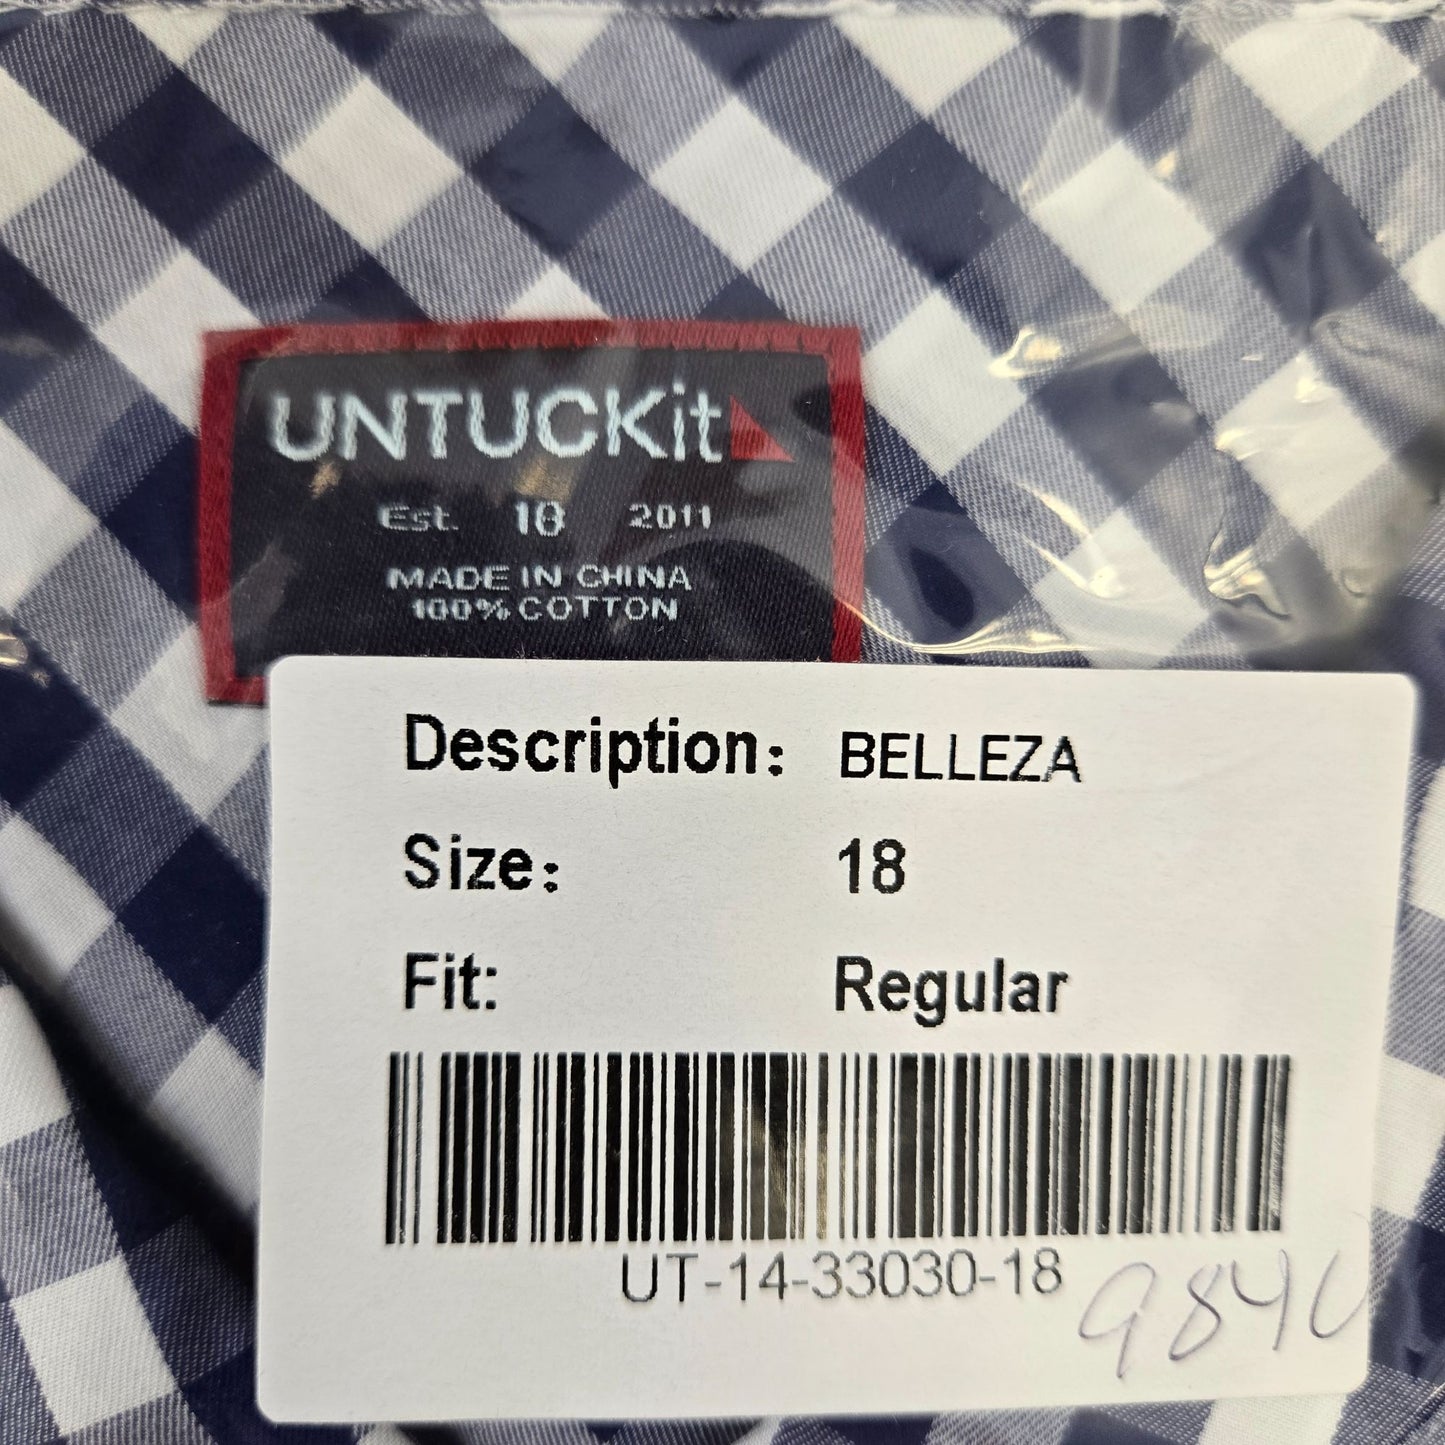 UNTUCKit
Est. 18 2011
MADE IN CHINA
100% COTTON
Description: BELLEZA
Size: 18
Fit: Regular
UT-14-33030-18